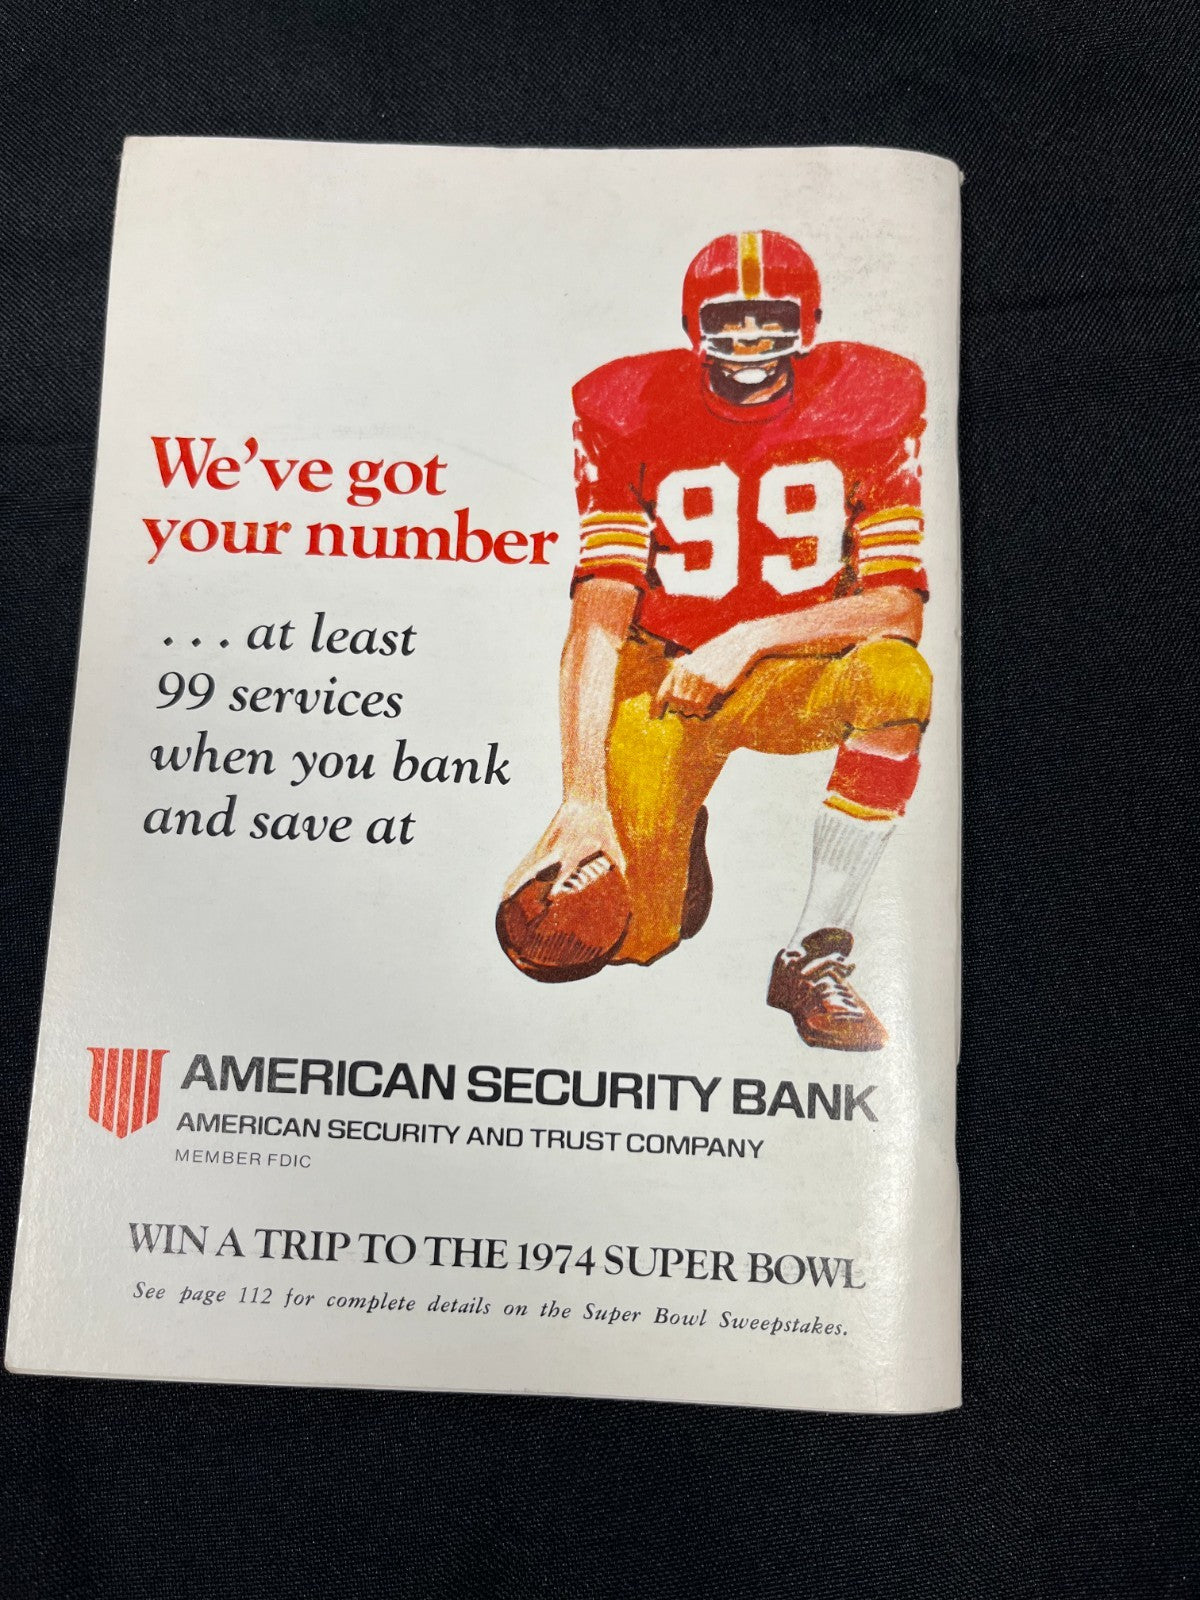 We've got
your number
. . . at least
99 services
when you bank
and save at
99
AMERICAN SECURITY BANK
AMERICAN SECURITY AND TRUST COMPANY
MEMBER FDIC
WIN A TRIP TO THE 1974 SUPER BOWL
See page 112 for complete details on the Super Bowl Sweepstakes.